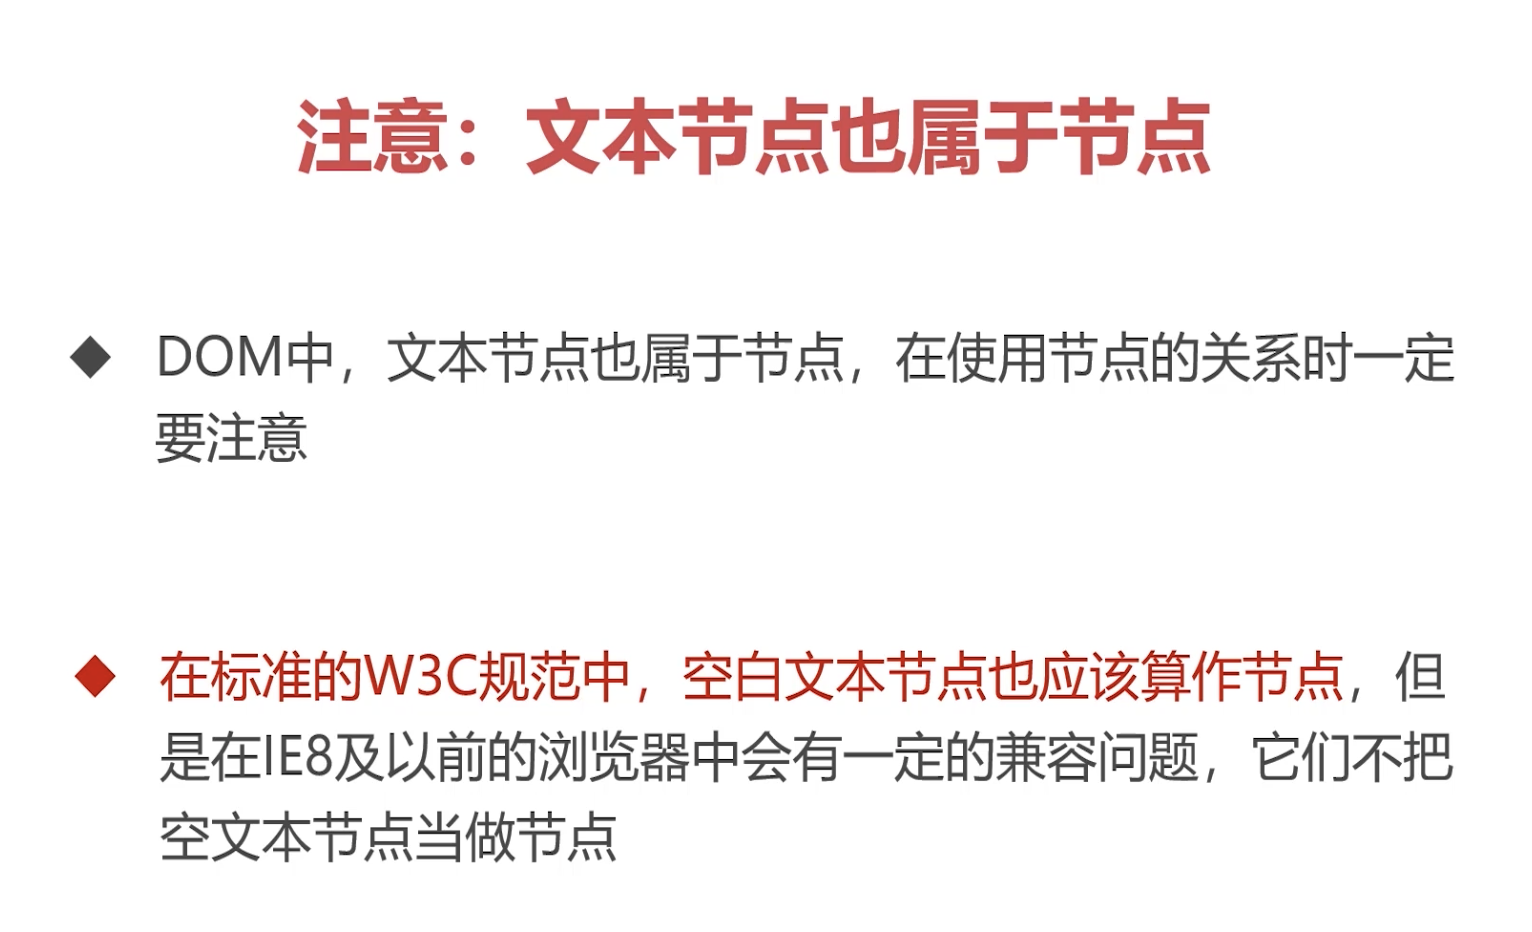 注意：文本节点也属于节点
DOM中，文本节点也属于节点，在使用节点的关系时一定
要注意
在标准的W3C规范中，空白文本节点也应该算作节点，但
是在IE8及以前的浏览器中会有一定的兼容问题，它们不把
空文本节点当做节点